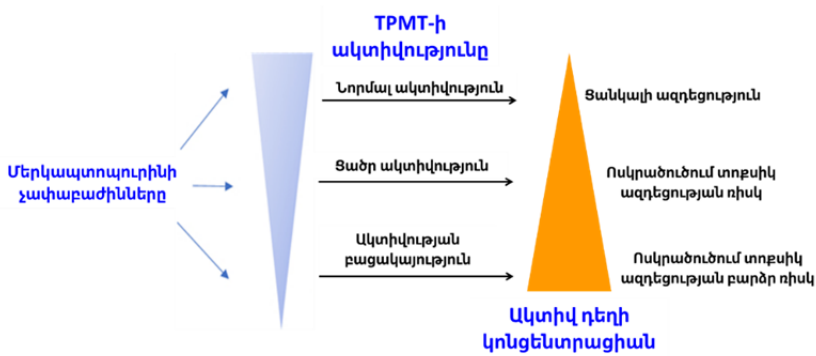 TPMT-ի
ակտիվությունը
Նորմալ ակտիվություն
Ցանկալի ազդեցություն
Մերկապտոպուրինի
չափաբաժինները
Ցածր ակտիվություն
Ոսկրածուծում տոքսիկ
ազդեցության ռիսկ
Ակտիվության
բացակայություն
Ոսկրածուծում տոքսիկ
ազդեցության բարձր ռիսկ
Ակտիվ դեղի
կոնցենտրացիան